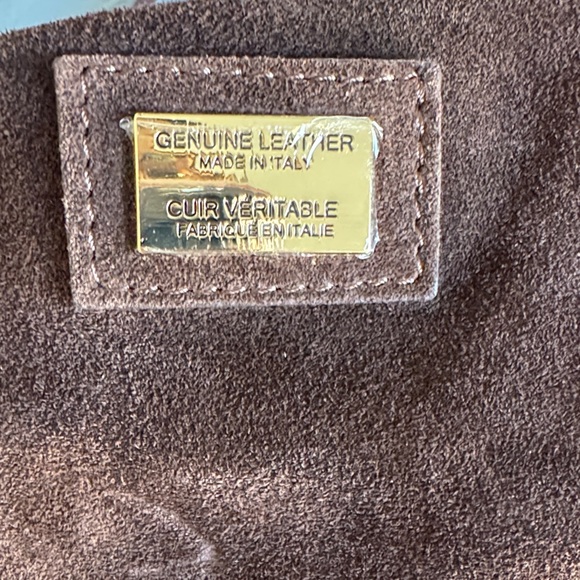 GENUINE LEATHER
MADE IN ITALY
CUIR VÉRITABLE
FABRIQUÉ EN ITALIE